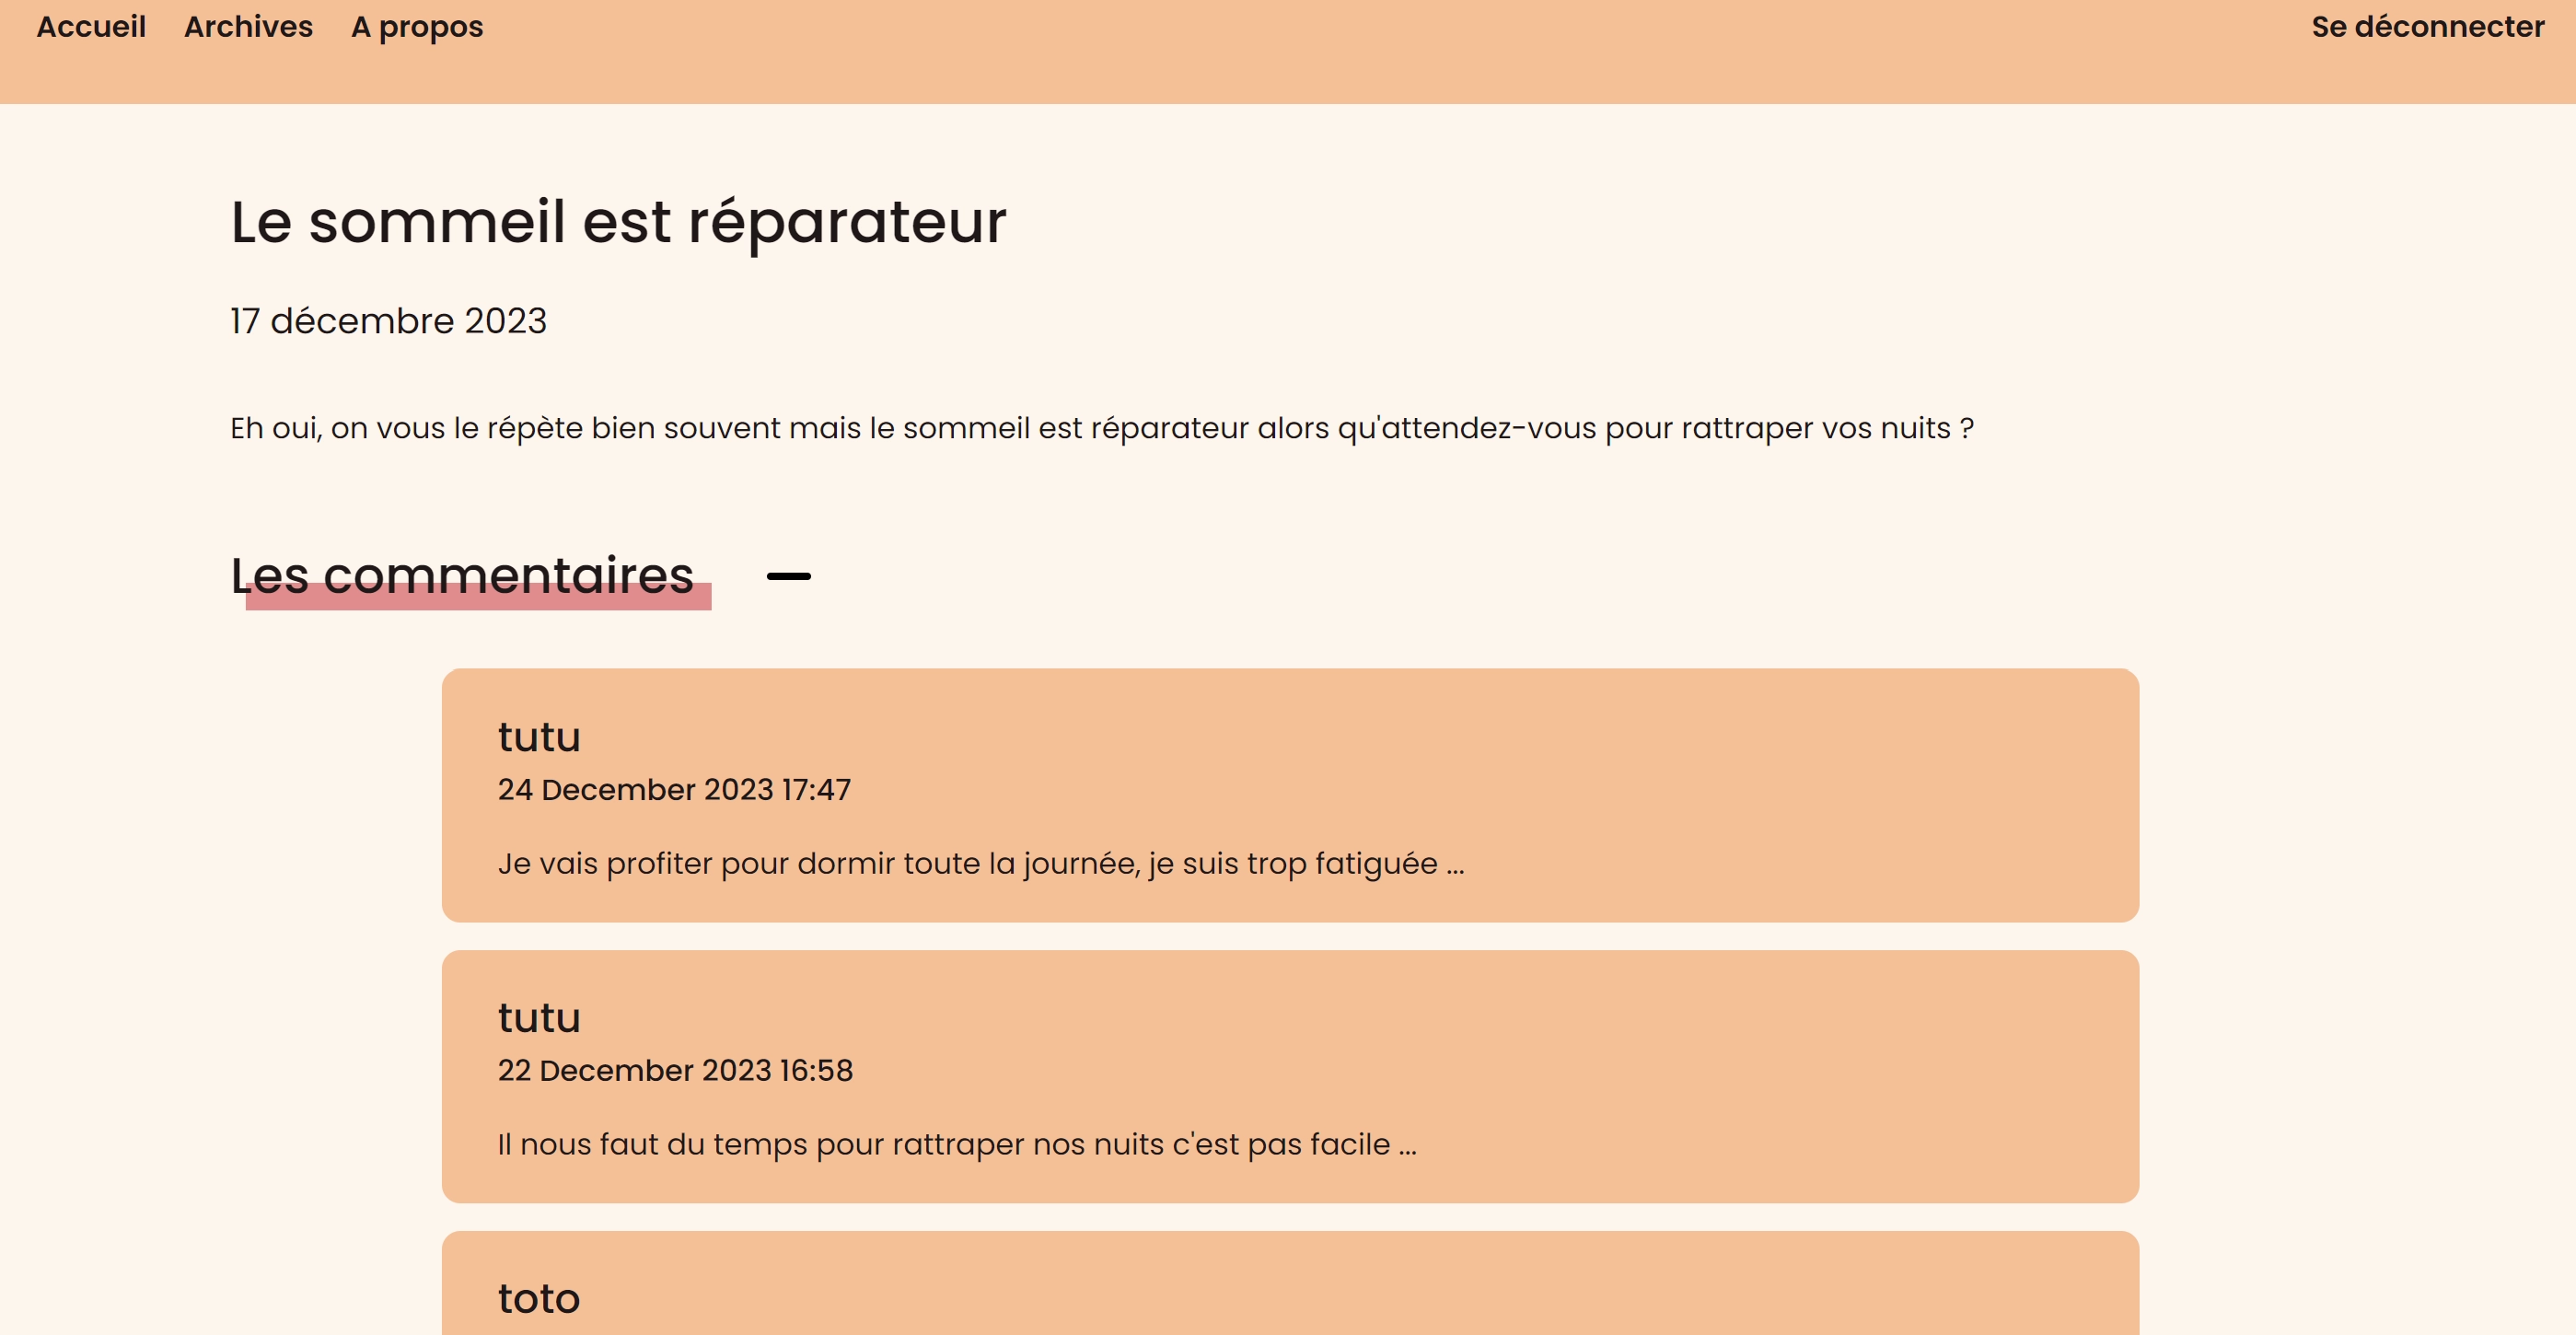 Accueil Archives A propos Se déconnecter
Le sommeil est réparateur
17 décembre 2023
Eh oui, on vous le répète bien souvent mais le sommeil est réparateur alors qu'attendez-vous pour rattraper vos nuits ?
Les commentaires
tutu
24 December 2023 17:47
Je vais profiter pour dormir toute la journée, je suis trop fatiguée ...
tutu
22 December 2023 16:58
Il nous faut du temps pour rattraper nos nuits c'est pas facile ...
toto